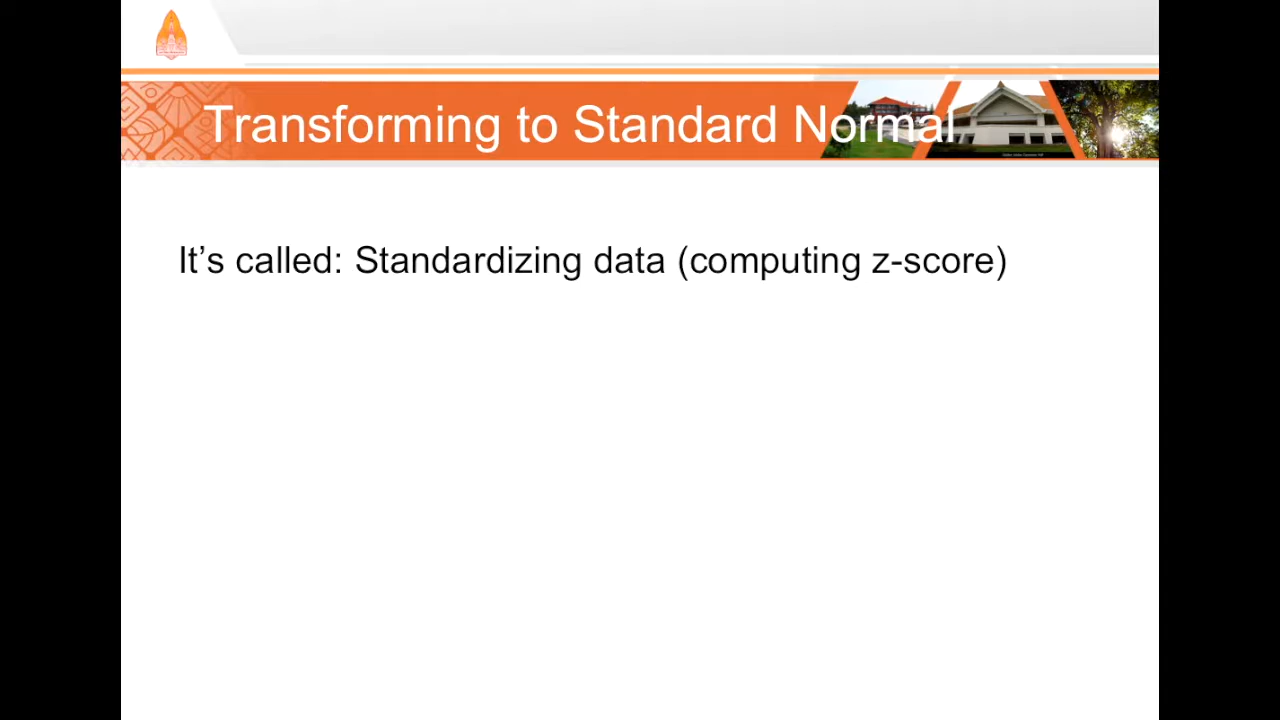 Transforming to Standard Normal
It’s called: Standardizing data (computing z-score)